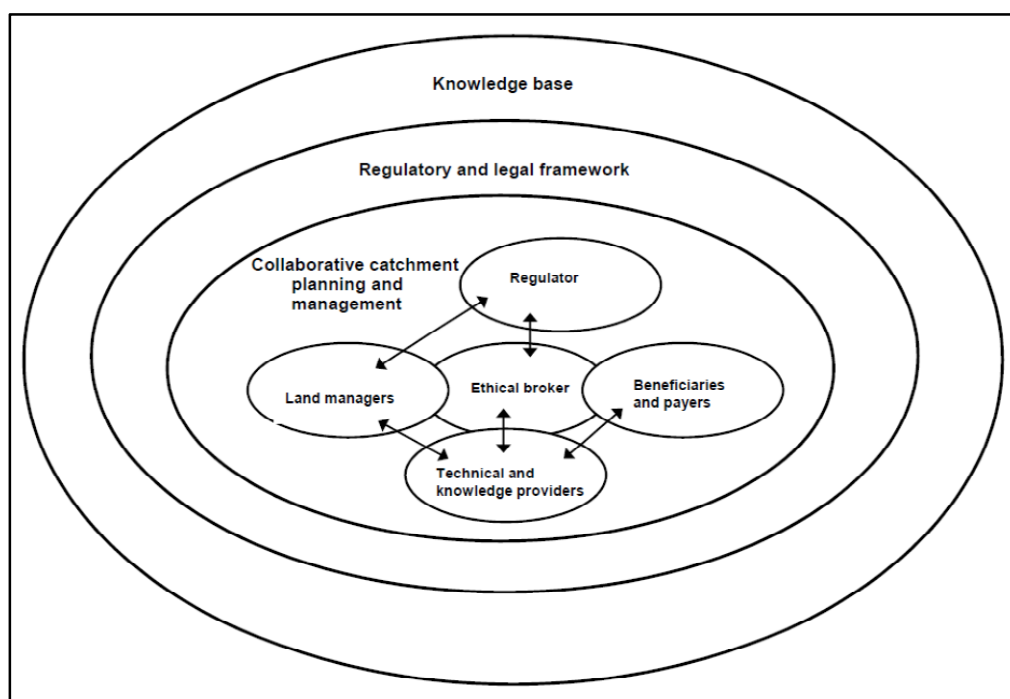 Knowledge base
Regulatory and legal framework
Collaborative catchment
planning and
management
Regulator
Land managers
Ethical broker
Beneficiaries
and payers
Technical and
knowledge providers